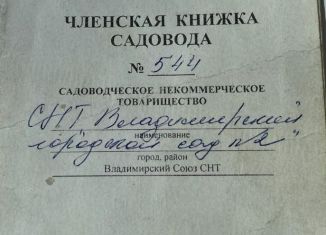 ЧЛЕНСКАЯ КНИЖКА
САДОВОДА
№ 544
САДОВОДЧЕСКОЕ НЕКОММЕРЧЕСКОЕ
ТОВАРИЩЕСТВО
СНТ Владимирский
наименование
городской сад №2"
город, район
Владимирский Союз СНТ